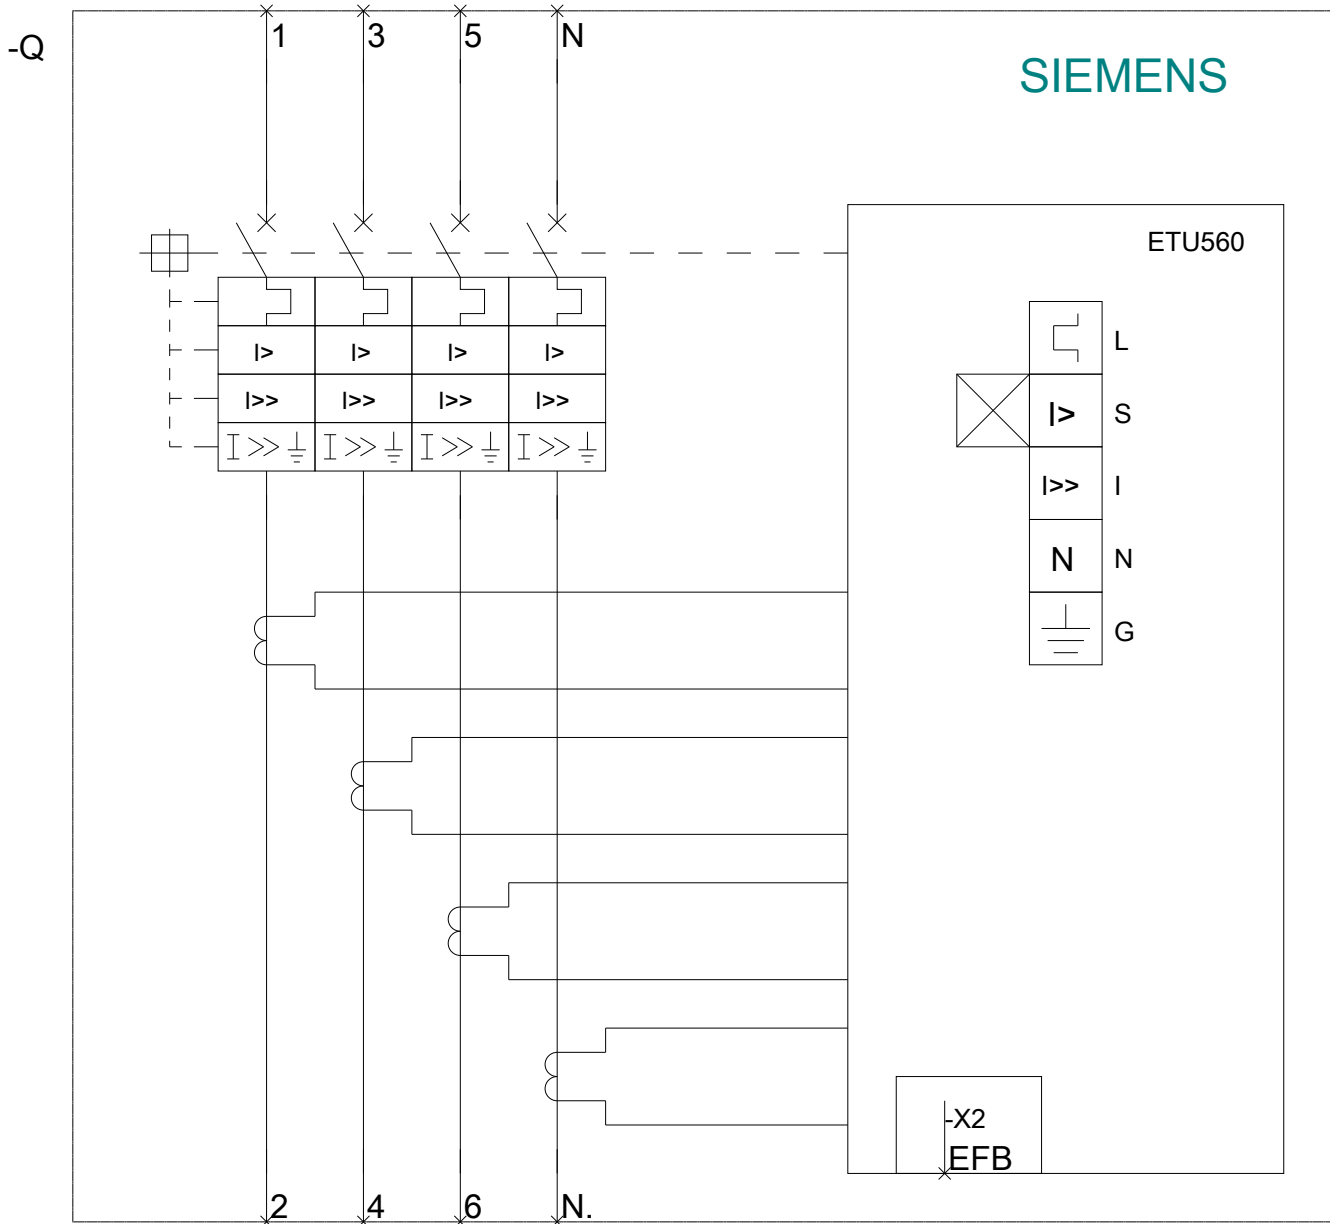 1 3 5 N
-Q
SIEMENS
ETU560
I> I> I> I>
I>> I>> I>> I>>
I>> I>> I>> I>>
L
I> S
I>> I
N N
G
-X2
EFB
2 4 6 N.